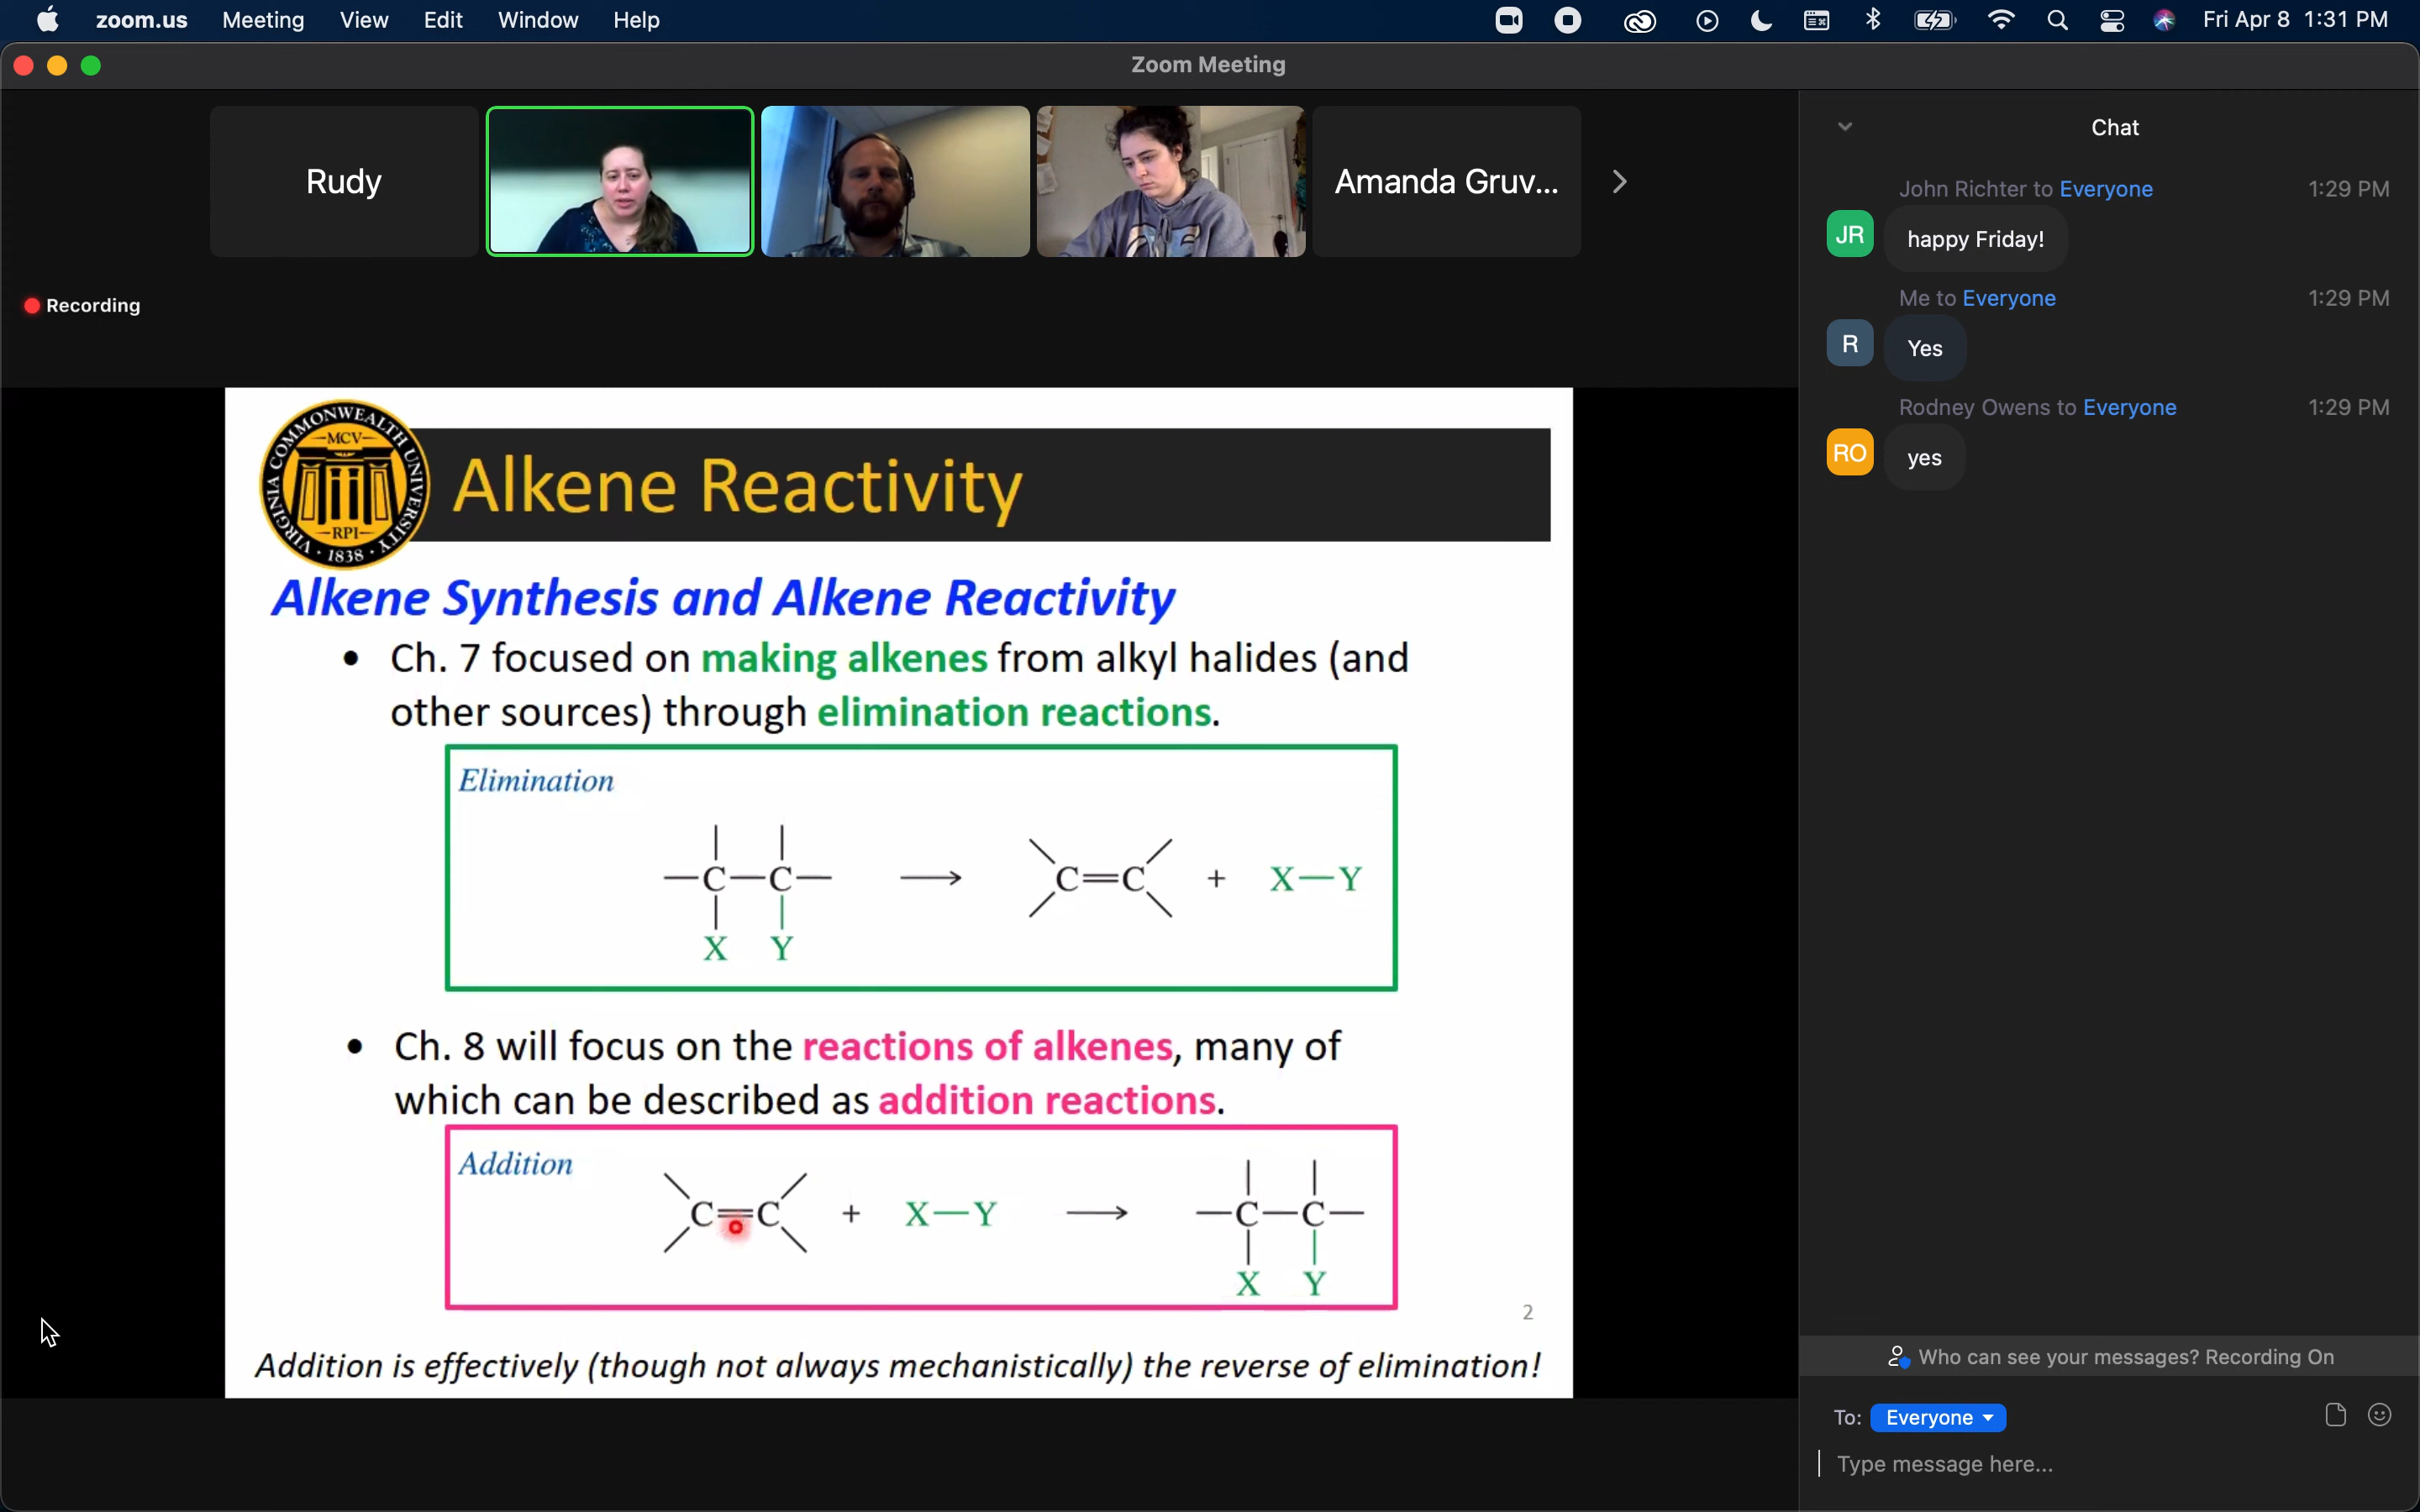 zoom.us Meeting View Edit Window Help Fri Apr 8 1:31 PM
Zoom Meeting
Rudy
Amanda Gruv...
Recording
VIRGINIA COMMONWEALTH UNIVERSITY
MCV
RPI
1838
Alkene Reactivity
Alkene Synthesis and Alkene Reactivity
• Ch. 7 focused on making alkenes from alkyl halides (and
other sources) through elimination reactions.
Elimination
—C—C— → C=C + X—Y
X Y
• Ch. 8 will focus on the reactions of alkenes, many of
which can be described as addition reactions.
Addition
C=C + X—Y → —C—C—
X Y
2
Addition is effectively (though not always mechanistically) the reverse of elimination!
Chat
John Richter to Everyone 1:29 PM
JR happy Friday!
Me to Everyone 1:29 PM
R Yes
Rodney Owens to Everyone 1:29 PM
RO yes
Who can see your messages? Recording On
To: Everyone
Type message here...